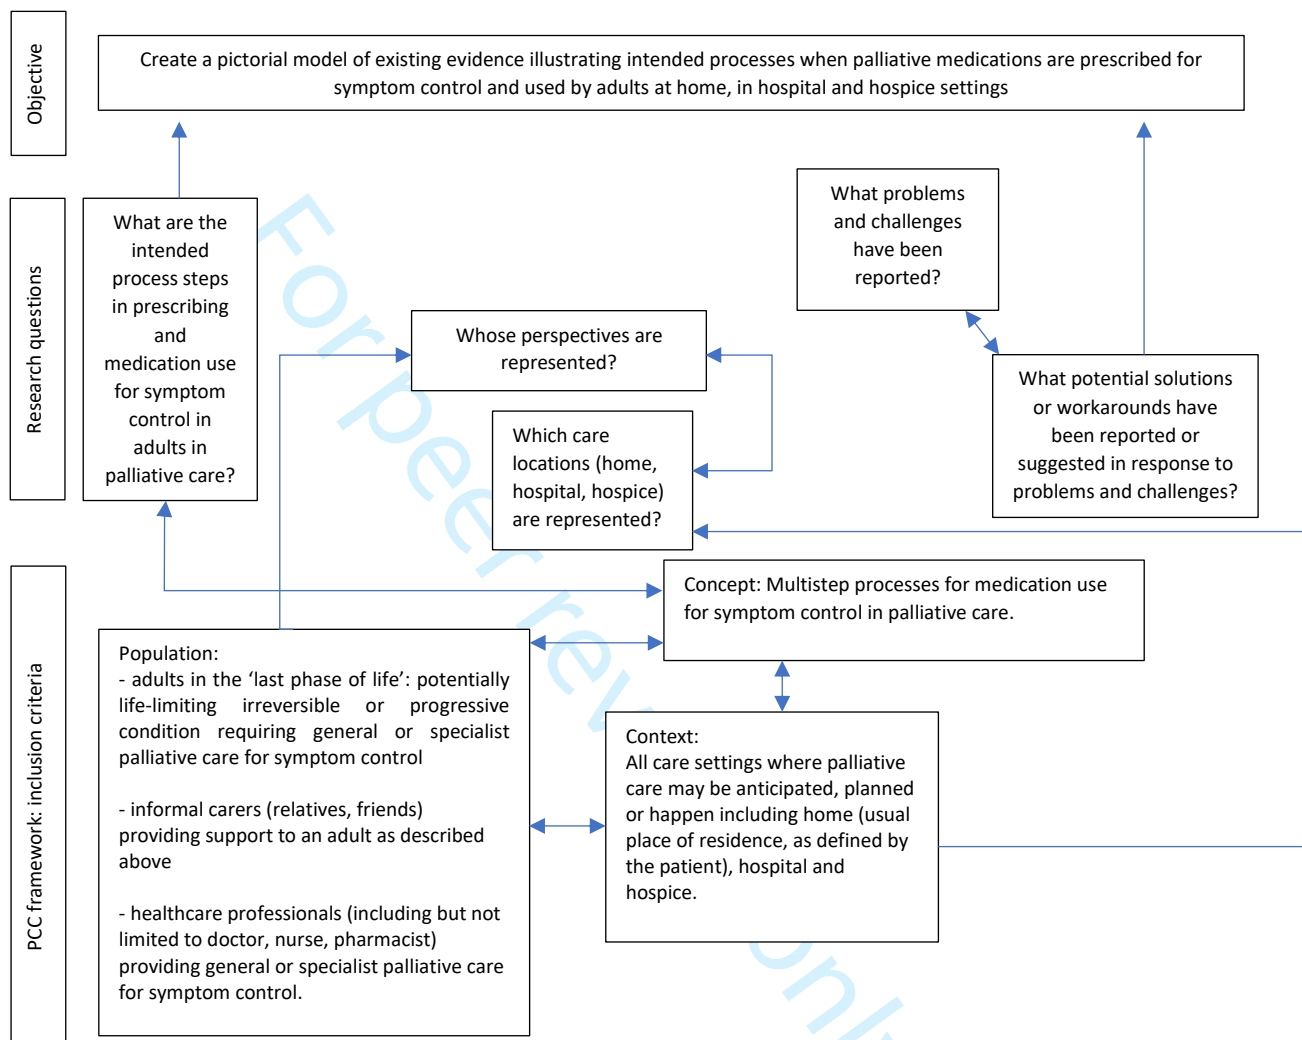 Objective
Create a pictorial model of existing evidence illustrating intended processes when palliative medications are prescribed for
symptom control and used by adults at home, in hospital and hospice settings
Research questions
What are the
intended
process steps
in prescribing
and
medication use
for symptom
control in
adults in
palliative care?
Whose perspectives are
represented?
Which care
locations (home,
hospital, hospice)
are represented?
What problems
and challenges
have been
reported?
What potential solutions
or workarounds have
been reported or
suggested in response to
problems and challenges?
PCC framework: inclusion criteria
Concept: Multistep processes for medication use
for symptom control in palliative care.
Population:
- adults in the ‘last phase of life’: potentially
life-limiting irreversible or progressive
condition requiring general or specialist
palliative care for symptom control
- informal carers (relatives, friends)
providing support to an adult as described
above
- healthcare professionals (including but not
limited to doctor, nurse, pharmacist)
providing general or specialist palliative care
for symptom control.
Context:
All care settings where palliative
care may be anticipated, planned
or happen including home (usual
place of residence, as defined by
the patient), hospital and
hospice.
For peer review only